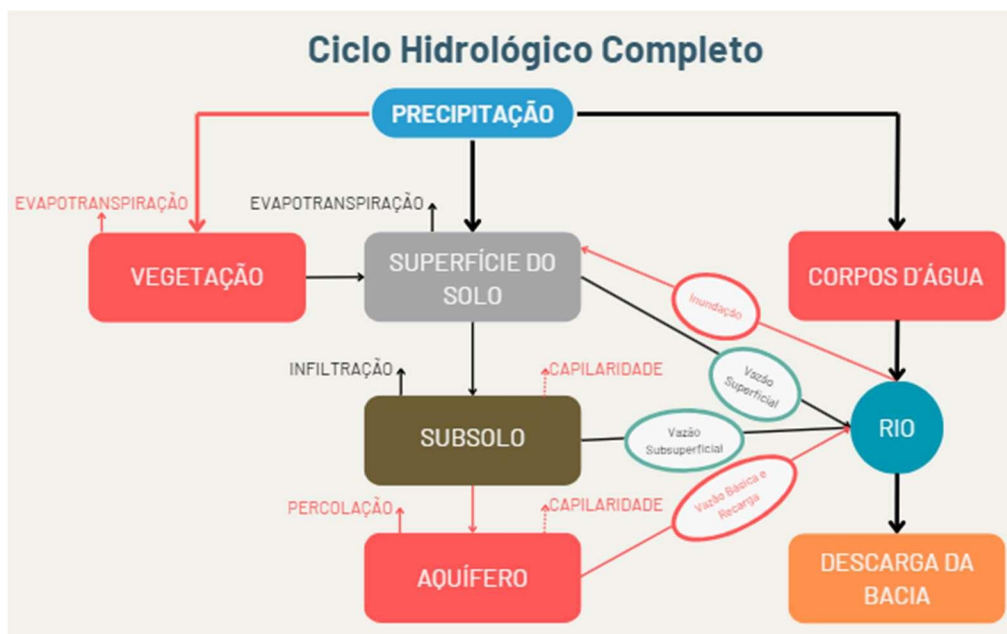 Ciclo Hidrológico Completo
PRECIPITAÇÃO
EVAPOTRANSPIRAÇÃO
EVAPOTRANSPIRAÇÃO
VEGETAÇÃO
SUPERFÍCIE DO
SOLO
CORPOS D´ÁGUA
Inundação
INFILTRAÇÃO
CAPILARIDADE
Vazão
Superficial
SUBSOLO
Vazão
Subsuperficial
RIO
PERCOLAÇÃO
CAPILARIDADE
Vazão Básica e
Recarga
AQUÍFERO
DESCARGA DA
BACIA